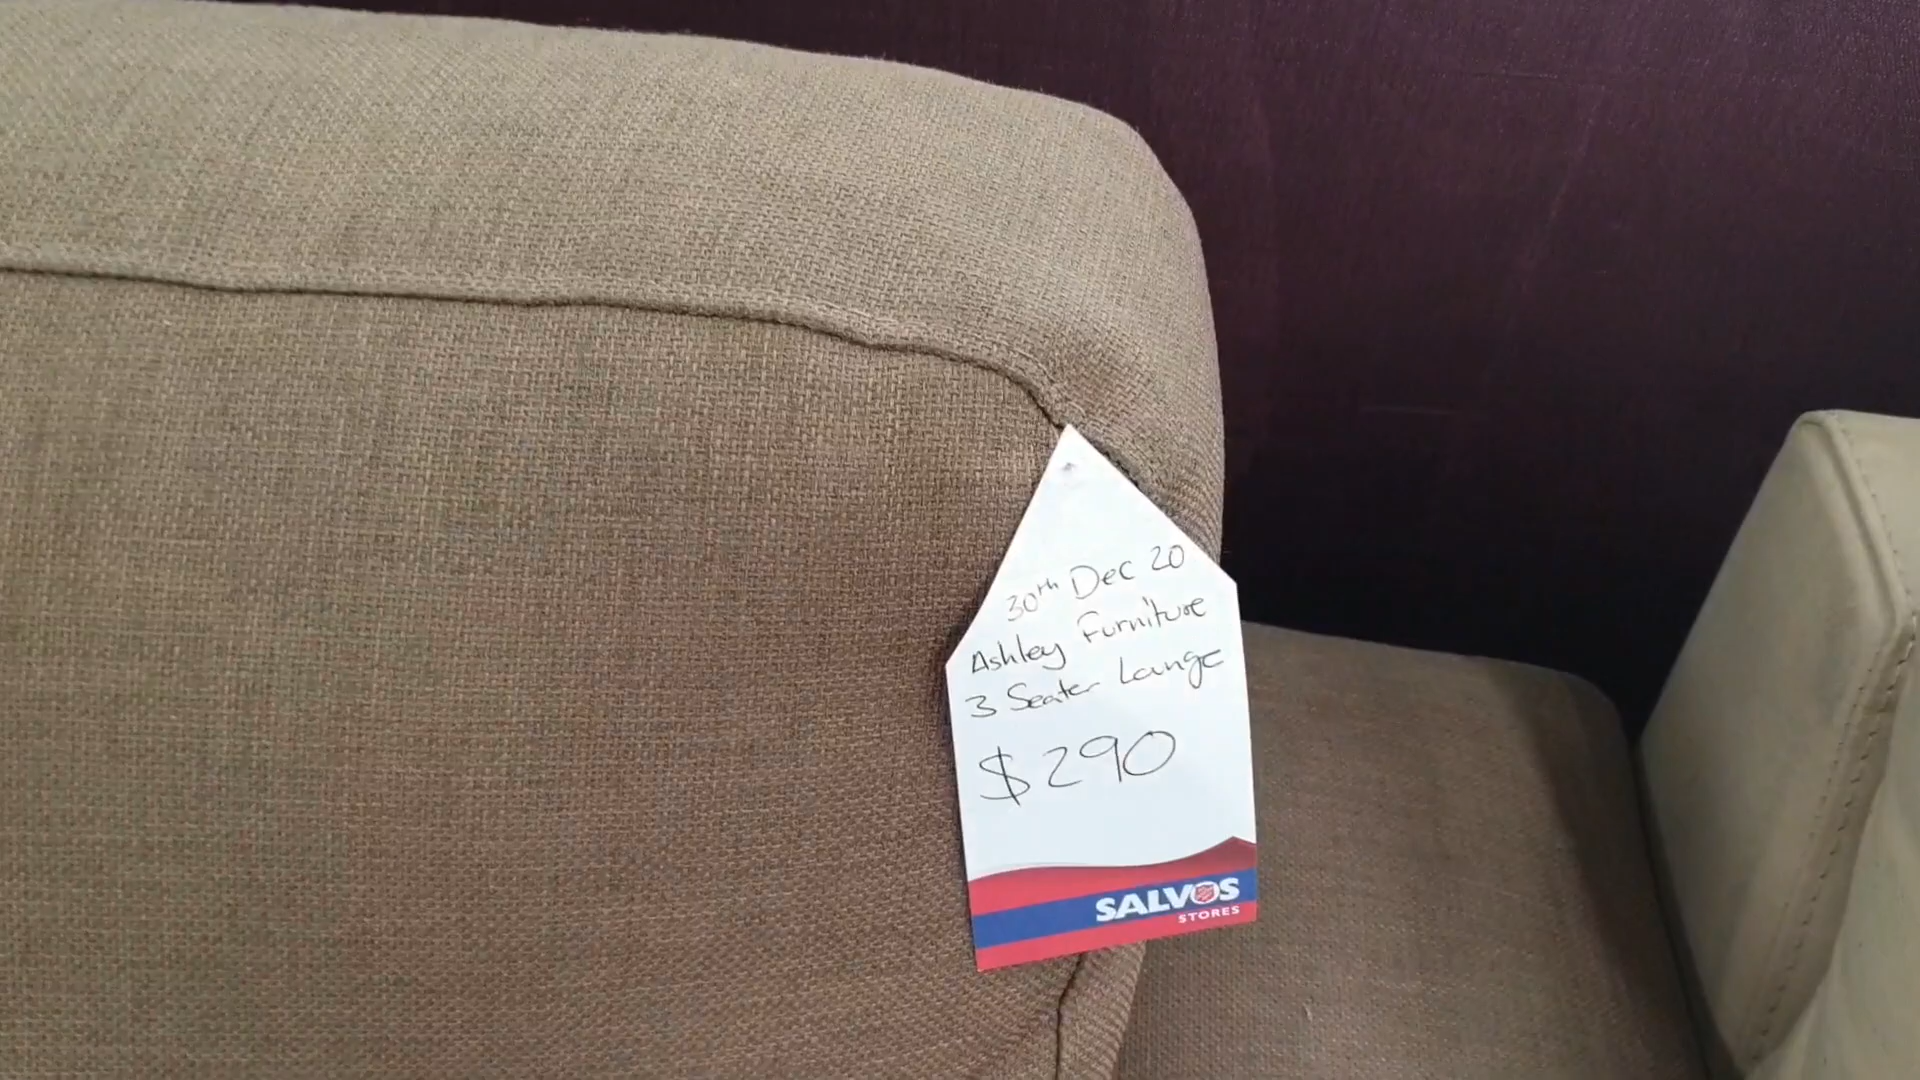 30th Dec 20
Ashley Furniture
3 Seater Lounge
$290
SALVOS
STORES